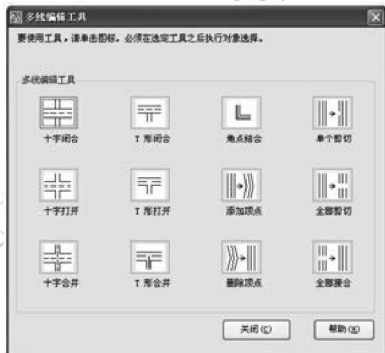 多线编辑工具
要使用工具，请单击图标。必须在选定工具之后执行对象选择。
多线编辑工具
十字闭合 T 形闭合 角点结合 单个剪切
十字打开 T 形打开 添加顶点 全部剪切
十字合并 T 形合并 删除顶点 全部接合
关闭(C) 帮助(H)